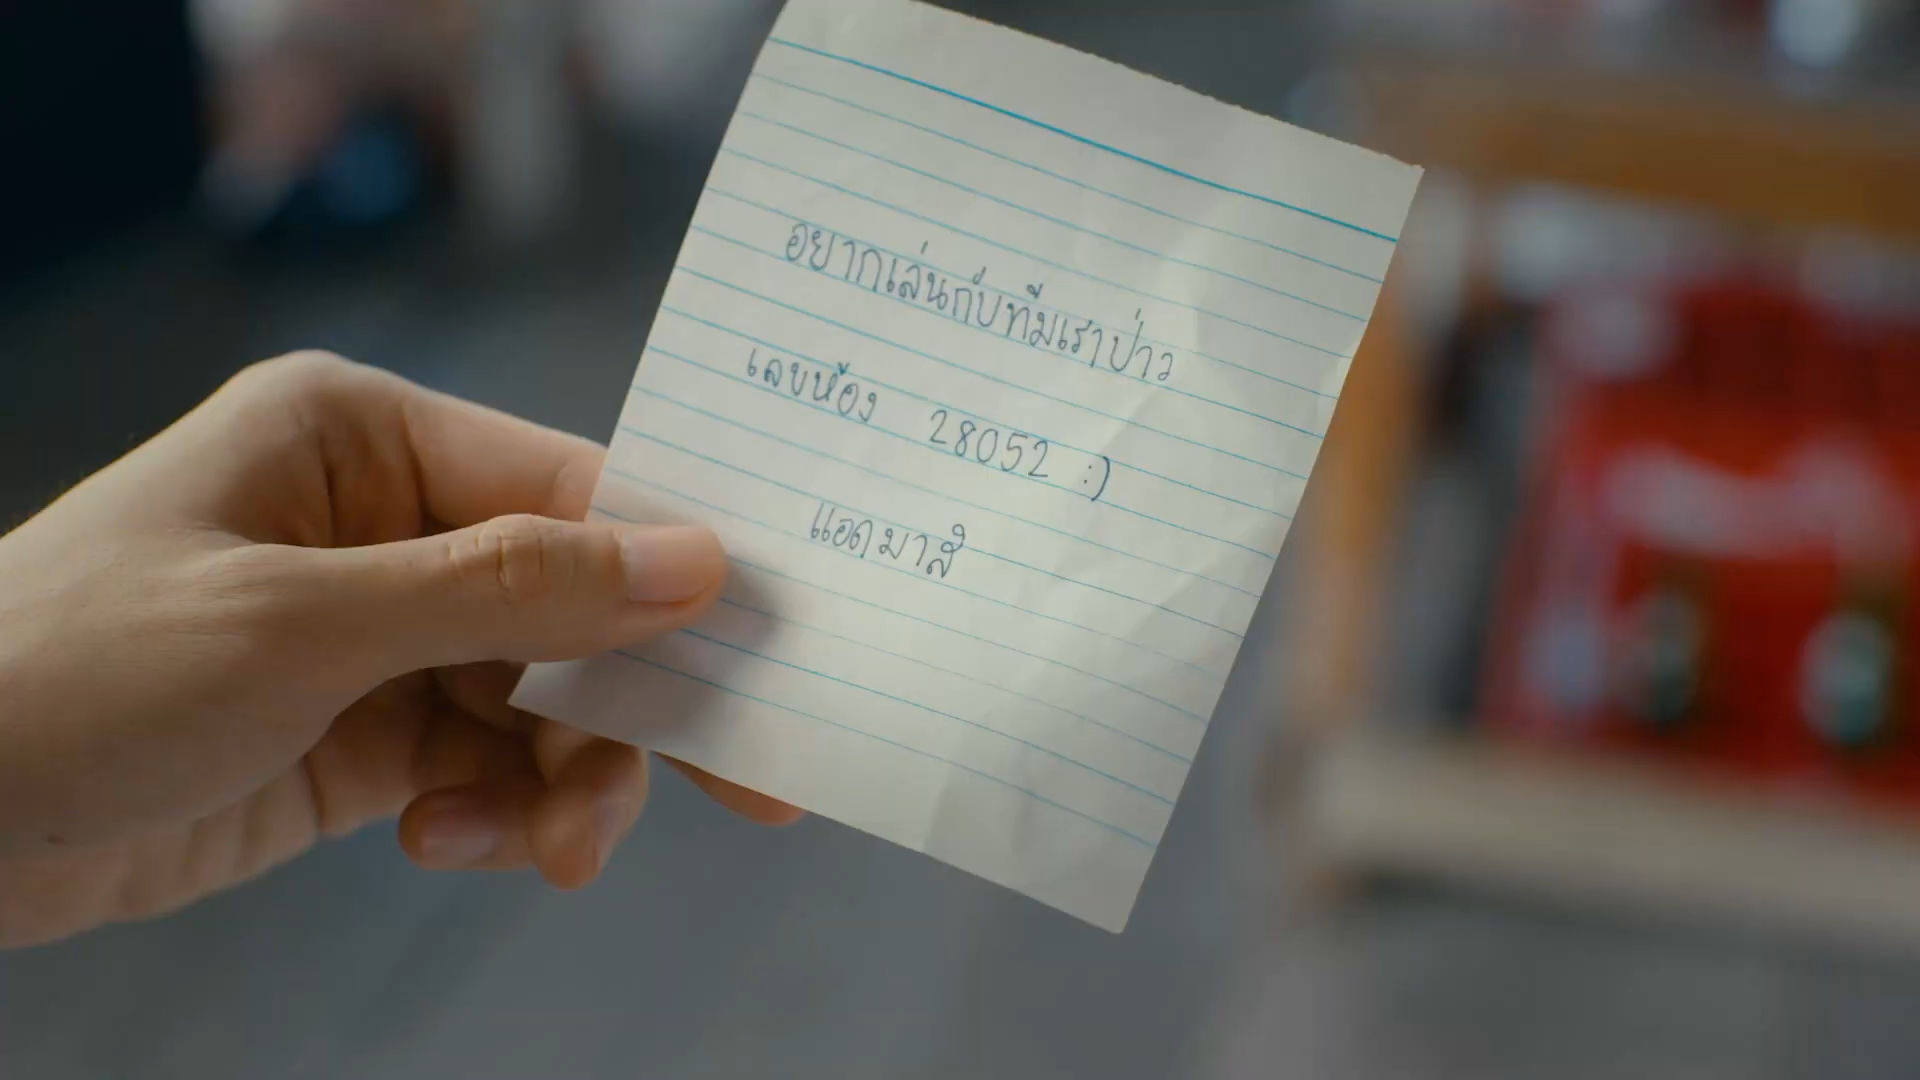 อยากเล่นกับทีมเราป่าว
เลขห้อง 28052 :)
แอดมาสิ